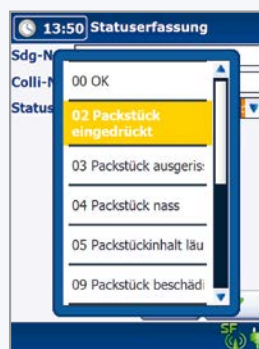 13:50 Statuserfassung
Sdg-N
Colli-N
Status
00 OK
02 Packstück
eingedrückt
03 Packstück ausgeris
04 Packstück nass
05 Packstückinhalt läu
09 Packstück beschädi
SF